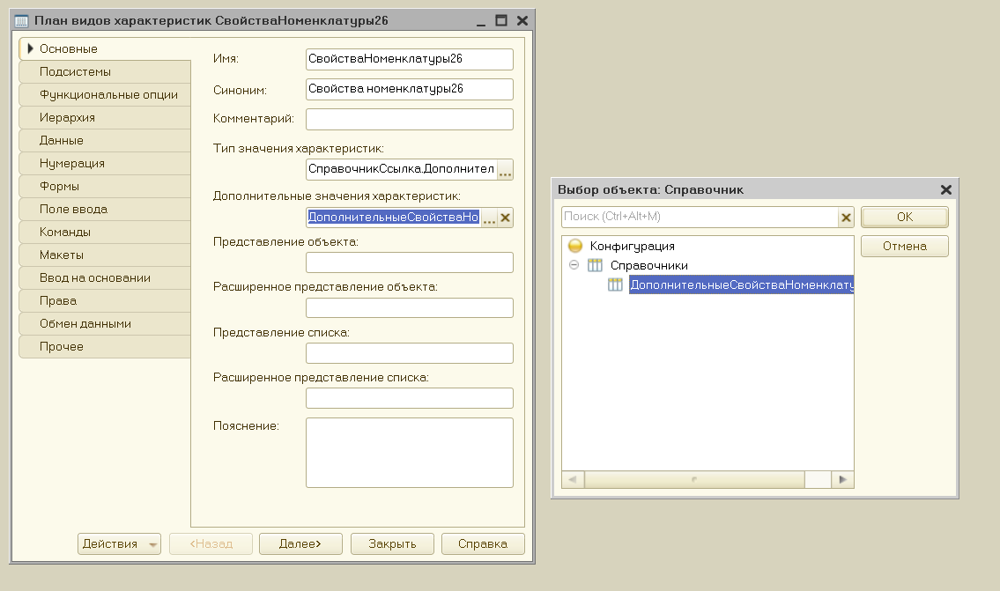 План видов характеристик СвойстваНоменклатуры26
Основные
Подсистемы
Функциональные опции
Иерархия
Данные
Нумерация
Формы
Поле ввода
Команды
Макеты
Ввод на основании
Права
Обмен данными
Прочее
Имя:
СвойстваНоменклатуры26
Синоним:
Свойства номенклатуры26
Комментарий:
Тип значения характеристик:
СправочникСсылка.Дополнител
...
Дополнительные значения характеристик:
ДополнительныеСвойстваНо
...
Представление объекта:
Расширенное представление объекта:
Представление списка:
Расширенное представление списка:
Пояснение:
Действия
<Назад
Далее>
Закрыть
Справка
Выбор объекта: Справочник
Поиск (Ctrl+Alt+M)
OK
Отмена
Конфигурация
Справочники
ДополнительныеСвойстваНоменклату